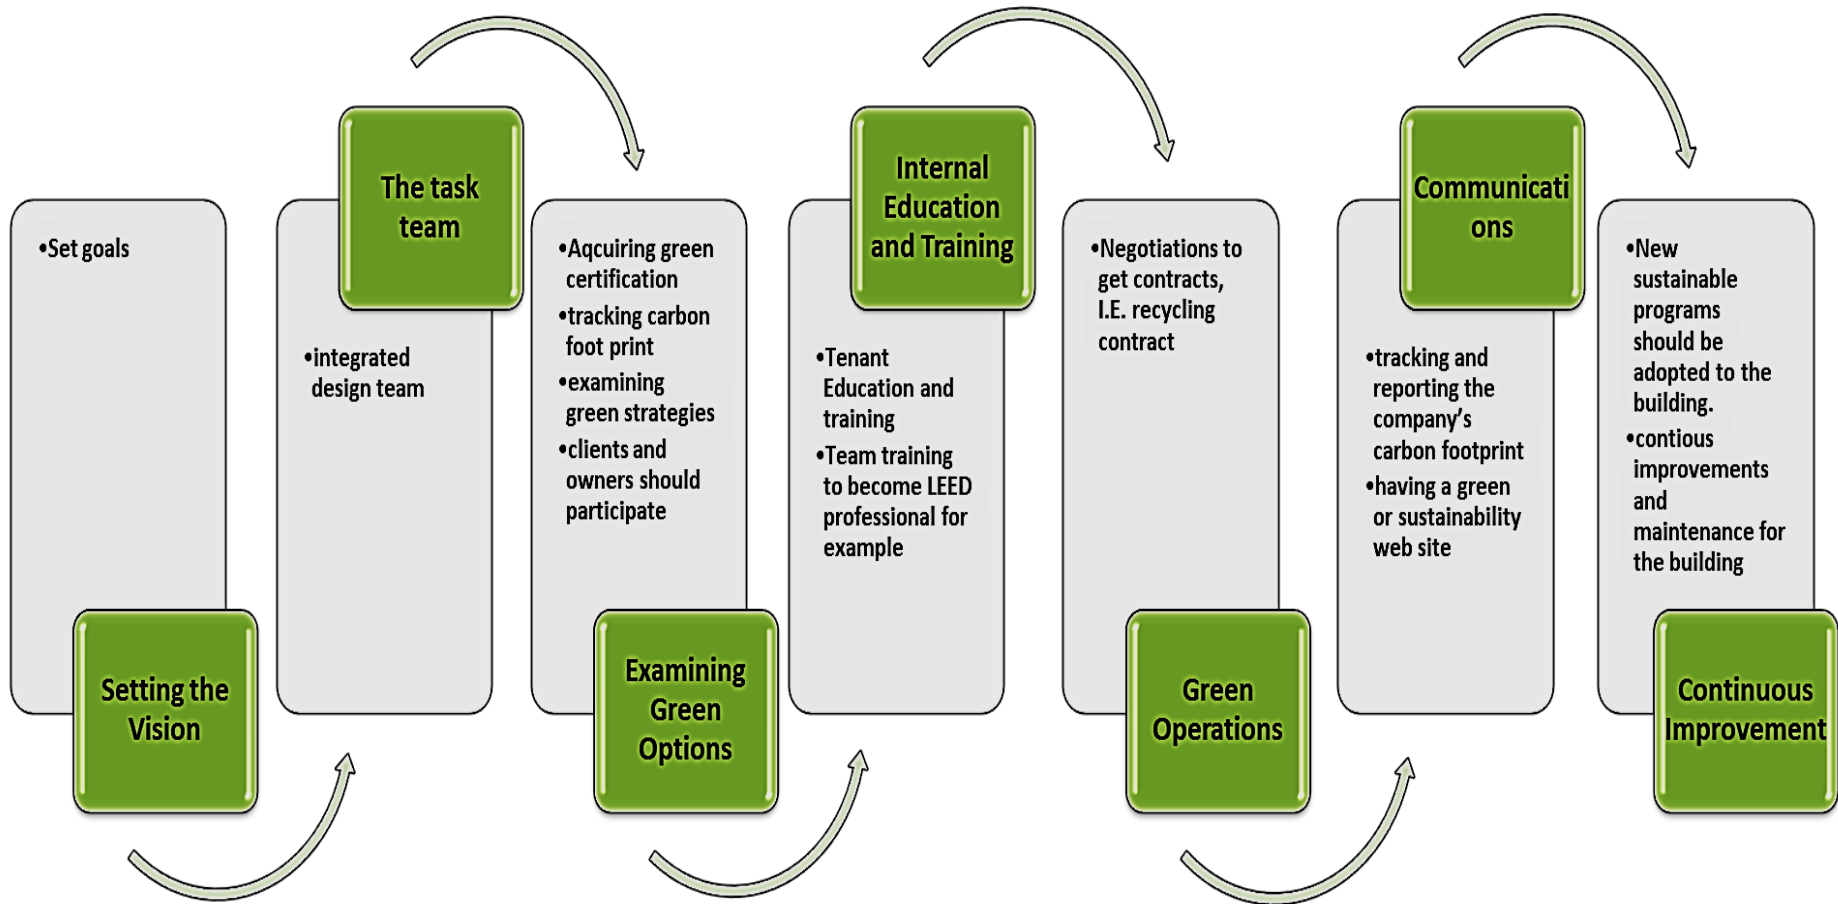 •Set goals
Setting the
Vision
The task
team
•integrated
design team
•Aqcuiring green
certification
•tracking carbon
foot print
•examining
green strategies
•clients and
owners should
participate
Examining
Green
Options
Internal
Education
and Training
•Tenant
Education and
training
•Team training
to become LEED
professional for
example
•Negotiations to
get contracts,
I.E. recycling
contract
Green
Operations
Communicati
ons
•tracking and
reporting the
company’s
carbon footprint
•having a green
or sustainability
web site
•New
sustainable
programs
should be
adopted to the
building.
•contious
improvements
and
maintenance for
the building
Continuous
Improvement